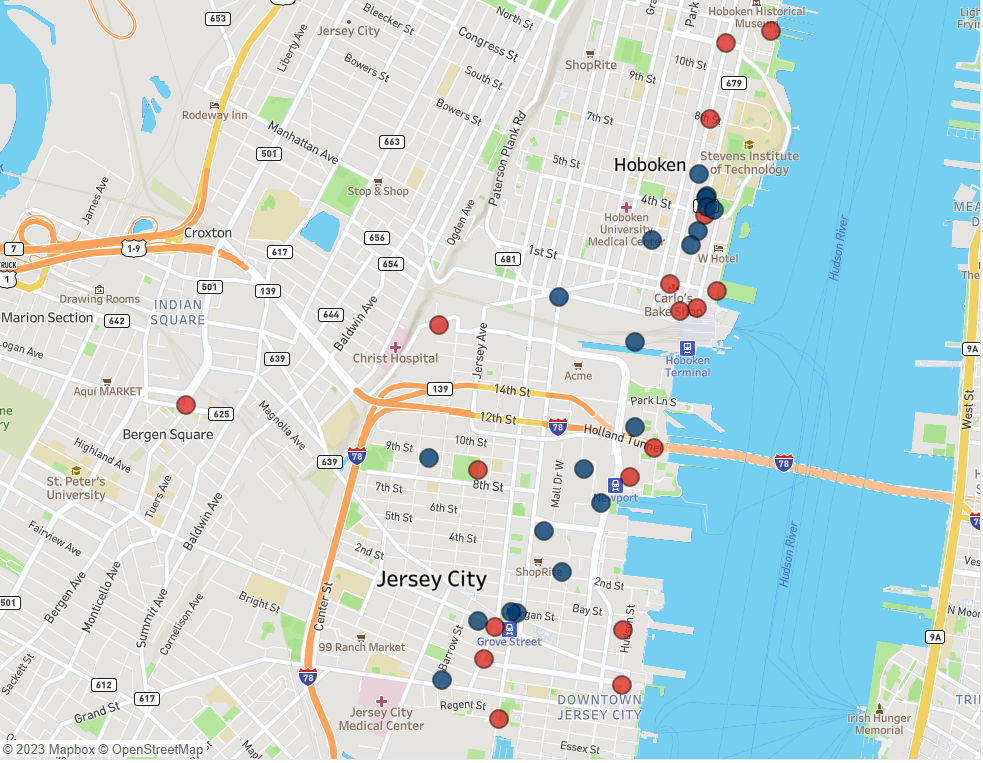 653
Bleecker St
North St
Park
Hoboken Historical
Museum
Jersey City
Liberty Ave
Congress St
ShopRite
10th St
Bowers St
South St
9th St
679
Rodeway Inn
Bowers St
7th St
8th St
Manhattan Ave
663
Paterson Plank Rd
501
5th St
Hoboken
Stevens Institute
of Technology
Stop & Shop
James Ave
4th St
Ogden Ave
Hoboken
University
Medical Center
Hudson River
Croxton
656
7
1-9
617
1st St
681
W Hotel
654
TRUCK
1
501
139
Drawing Rooms
INDIAN
SQUARE
Carlo's
Bake Shop
Marion Section
642
644
Baldwin Ave
Jersey Ave
Logan Ave
639
Christ Hospital
Hoboken
Terminal
9A
Acme
Aquí MARKET
139
14th St
Park Ln S
West St
625
Magnolia Ave
12th St
78
Holland Tunnel
Bergen Square
10th St
9th St
Highland Ave
639
78
78
St. Peter's
University
8th St
7th St
Mall Dr W
Newport
Tuers Ave
Baldwin Ave
6th St
5th St
Fairview Ave
4th St
2nd St
Hudson River
Bergen Ave
Monticello Ave
ShopRite
Jersey City
2nd St
501
Summit Ave
Cornelison Ave
Bright St
Center St
Bay St
N Moor
9A
Grove Street
Barrow St
99 Ranch Market
Sackett St
78
612
617
DOWNTOWN
JERSEY CITY
Regent St
Grand St
Jersey City
Medical Center
Irish Hunger
Memorial
Essex St
© 2023 Mapbox © OpenStreetMap